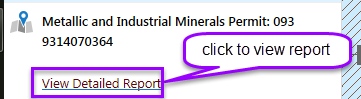 Metallic and Industrial Minerals Permit: 093
9314070364
click to view report
View Detailed Report